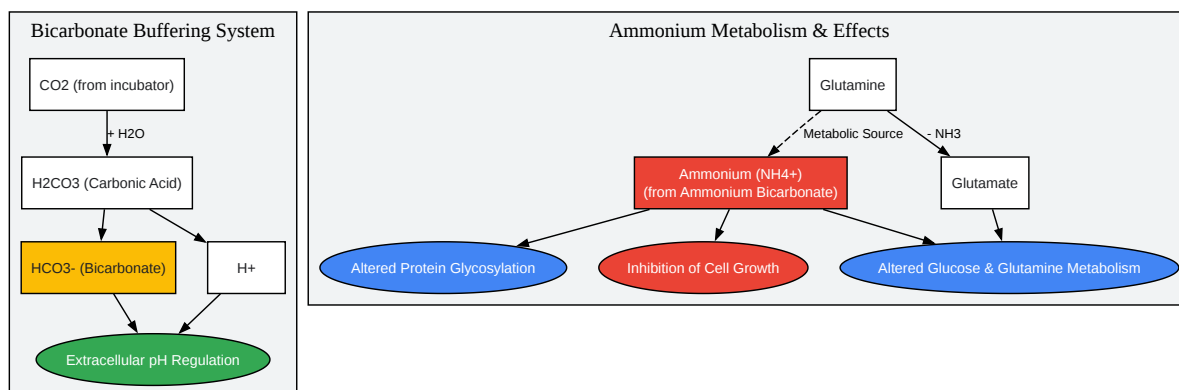 Bicarbonate Buffering System
CO2 (from incubator)
+ H2O
H2CO3 (Carbonic Acid)
HCO3- (Bicarbonate)
H+
Extracellular pH Regulation
Ammonium Metabolism & Effects
Glutamine
Metabolic Source
- NH3
Ammonium (NH4+)
(from Ammonium Bicarbonate)
Glutamate
Altered Protein Glycosylation
Inhibition of Cell Growth
Altered Glucose & Glutamine Metabolism